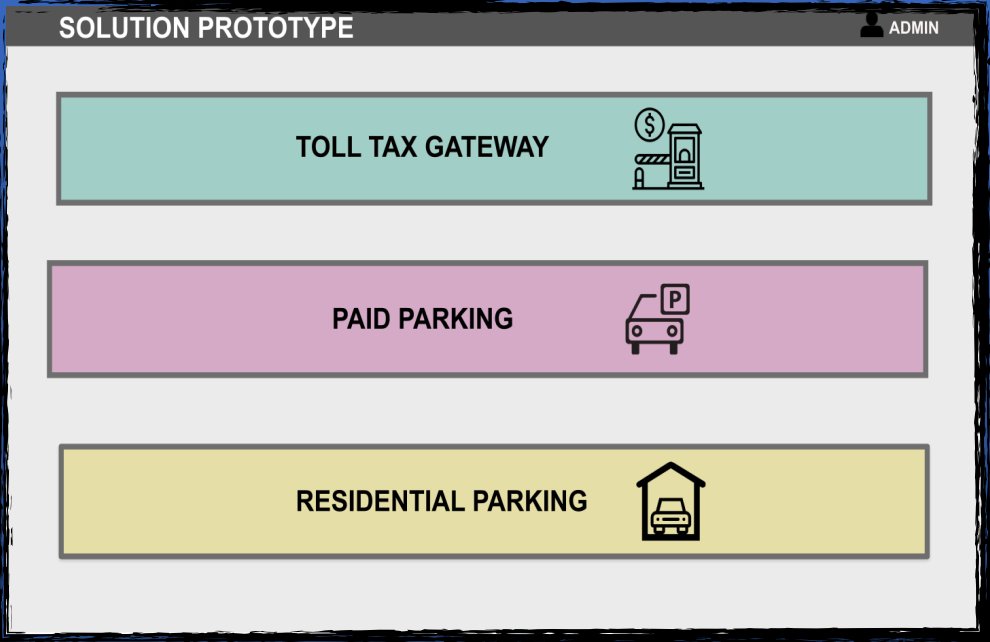 SOLUTION PROTOTYPE
ADMIN
TOLL TAX GATEWAY
$
PAID PARKING
P
RESIDENTIAL PARKING